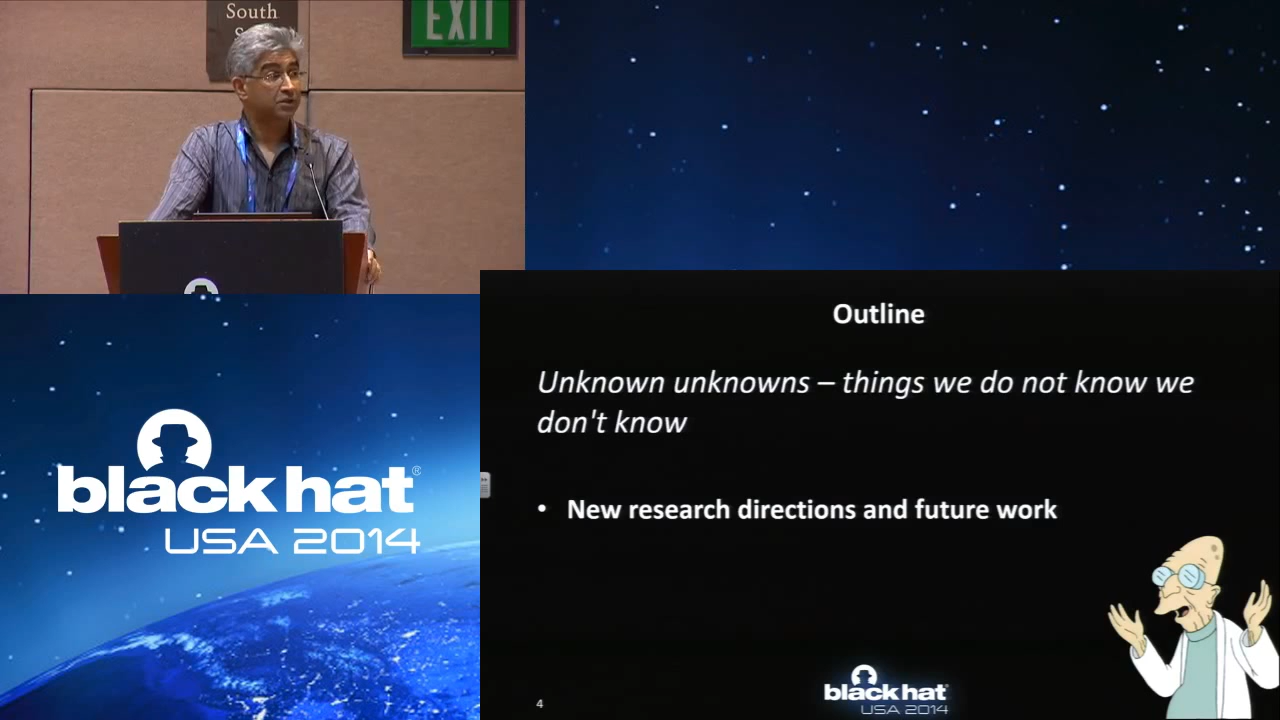 South
EXIT
black hat®
USA 2014
Outline
Unknown unknowns – things we do not know we
don't know
• New research directions and future work
4
black hat®
USA 2014